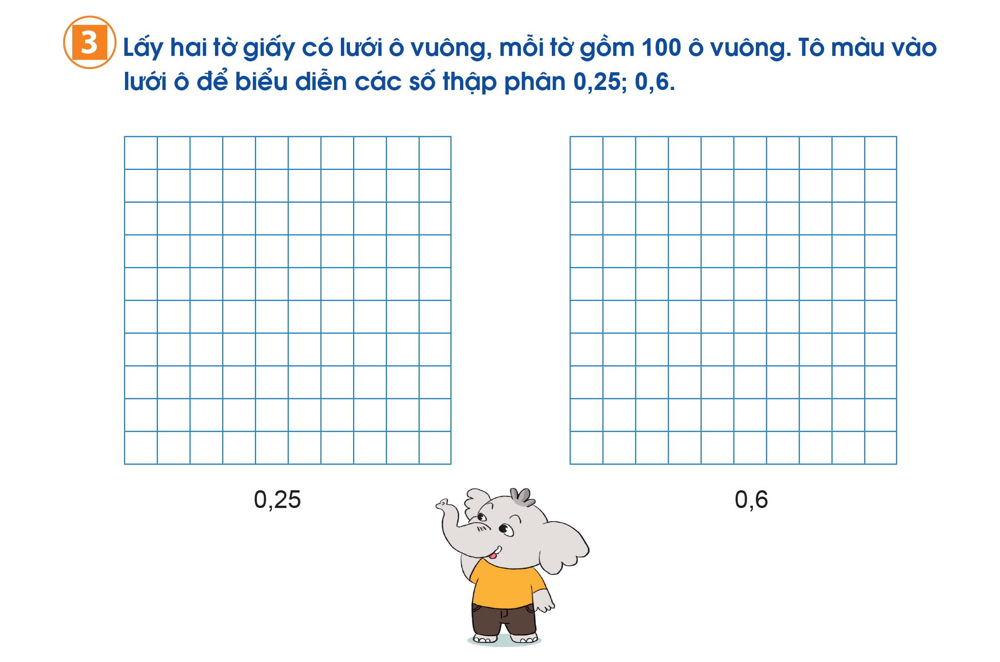 3 Lấy hai tờ giấy có lưới ô vuông, mỗi tờ gồm 100 ô vuông. Tô màu vào
lưới ô để biểu diễn các số thập phân 0,25; 0,6.
0,25
0,6